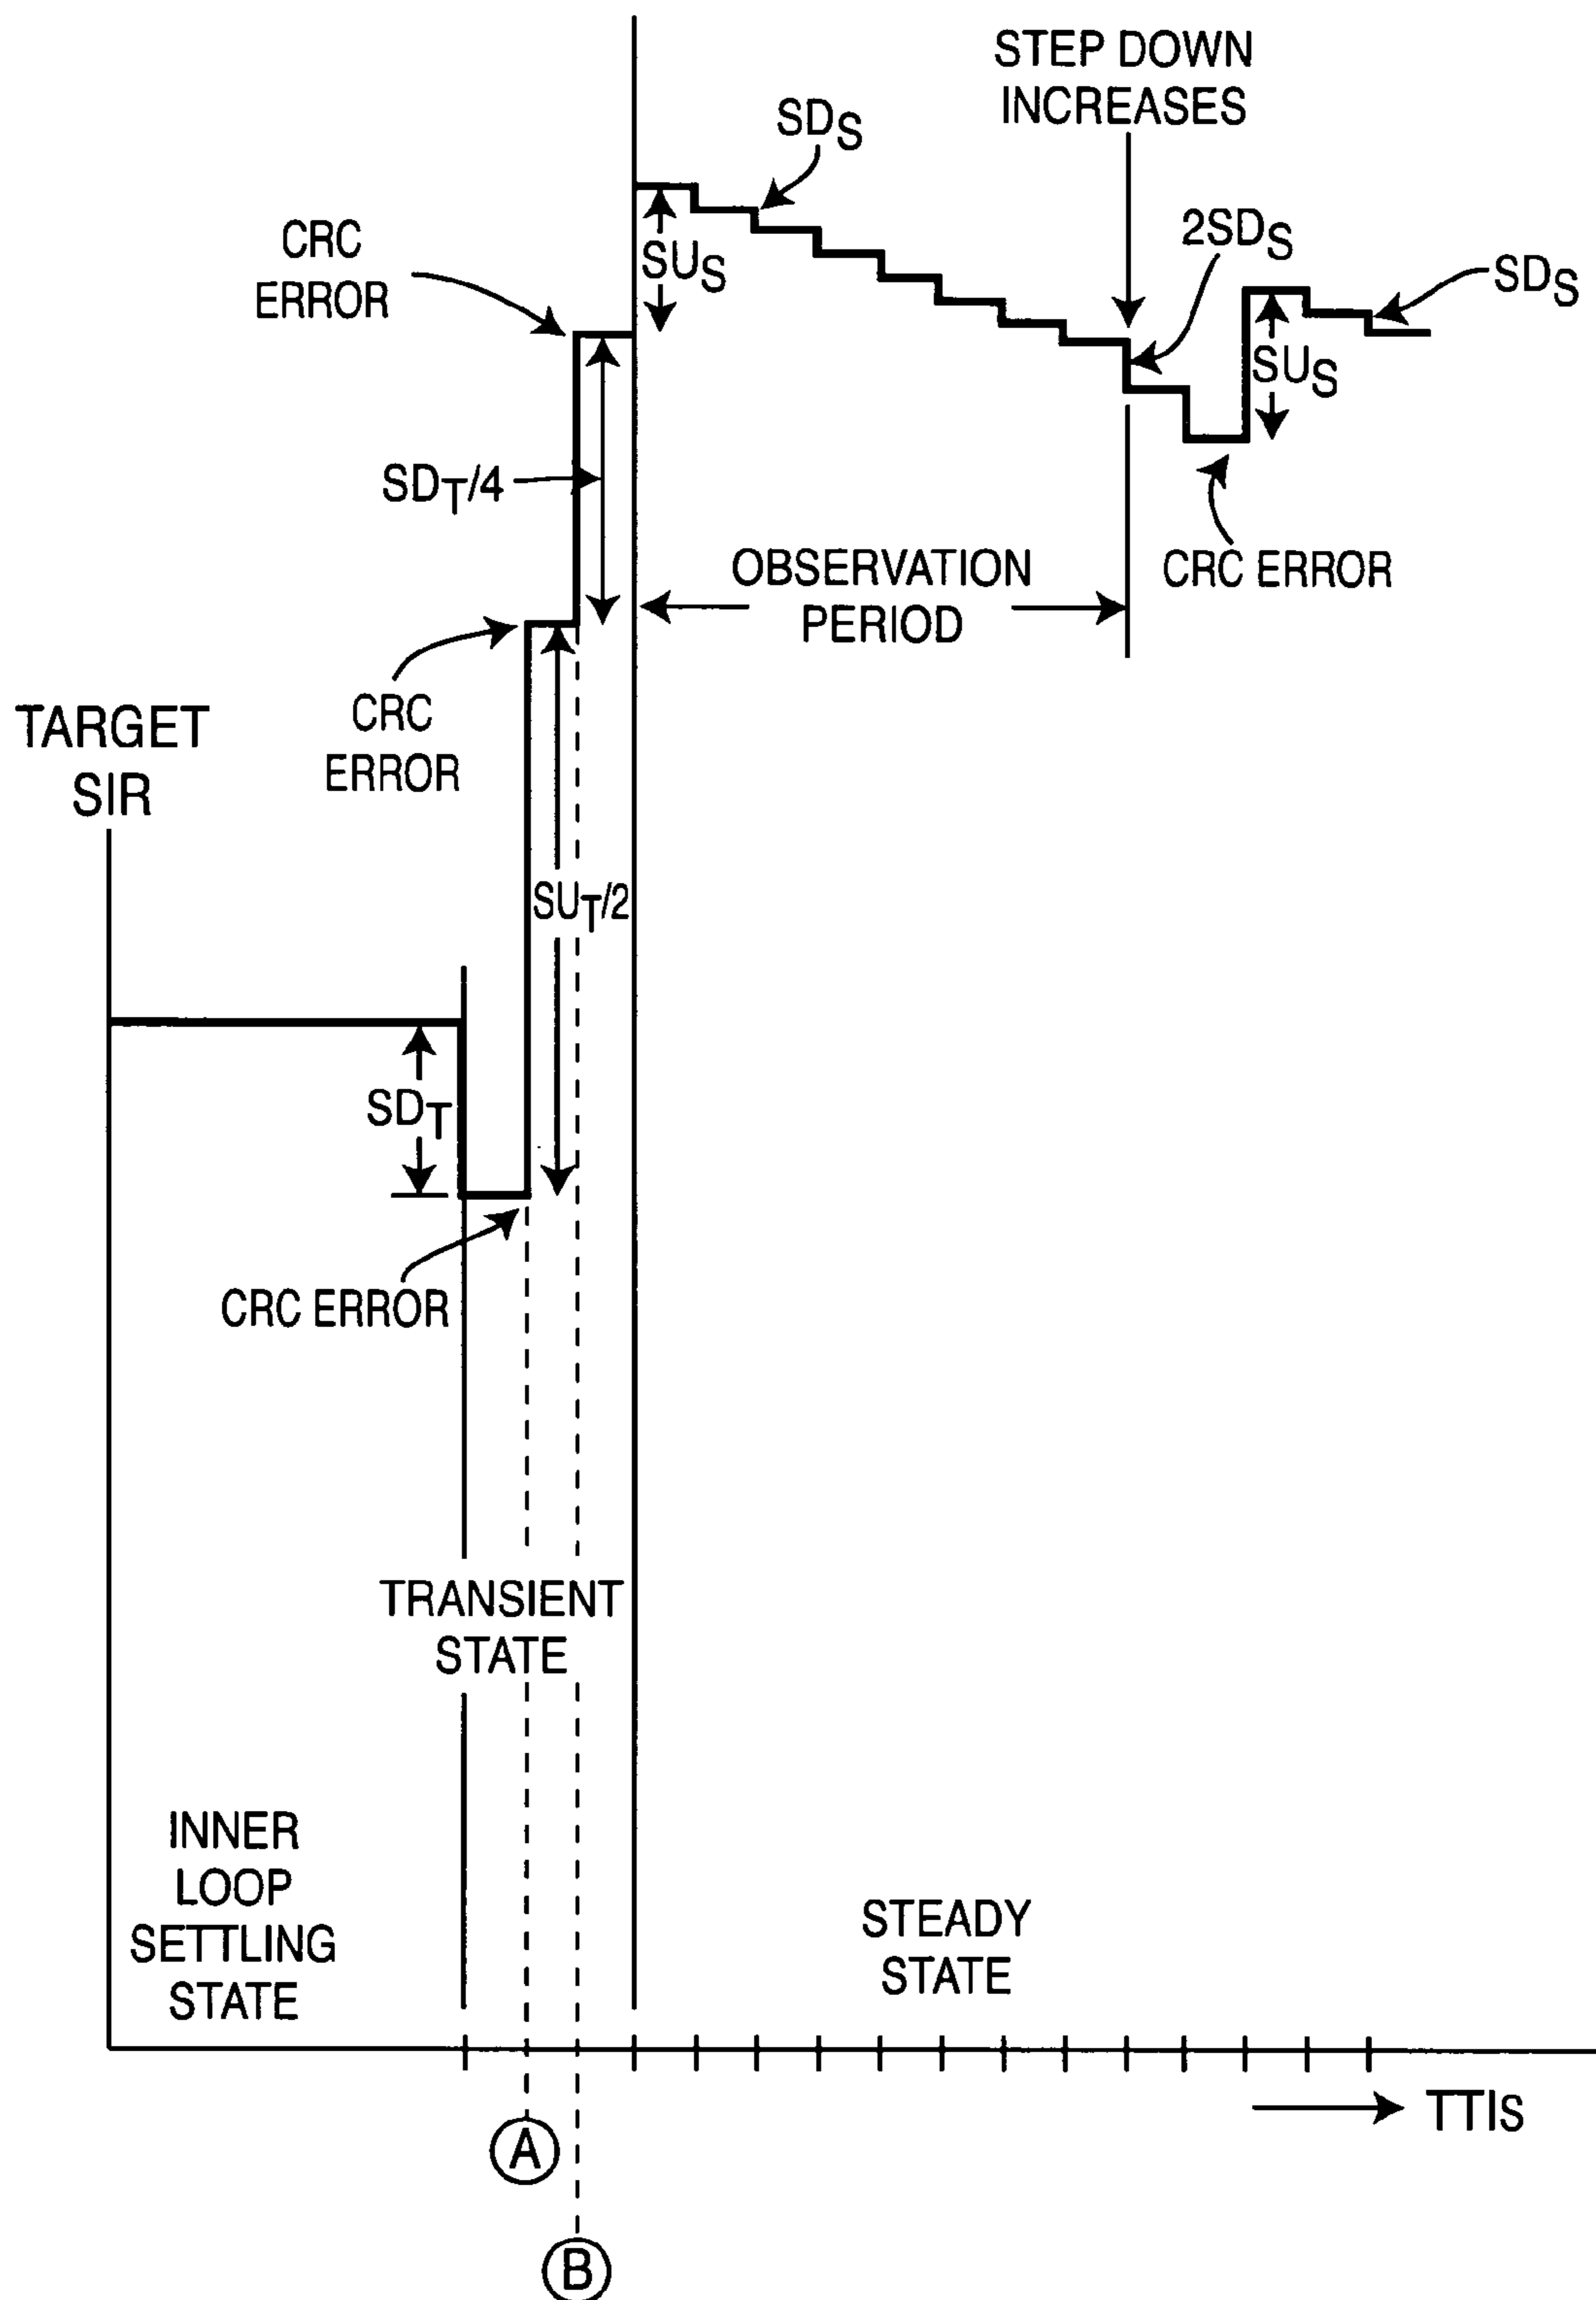 STEP DOWN
INCREASES
SDS
CRC
ERROR
SUS
2SDS
SDS
SUS
SDT/4
OBSERVATION
PERIOD
CRC ERROR
CRC
ERROR
TARGET
SIR
SUT/2
SDT
CRC ERROR
TRANSIENT
STATE
INNER
LOOP
SETTLING
STATE
STEADY
STATE
TTIS
A
B